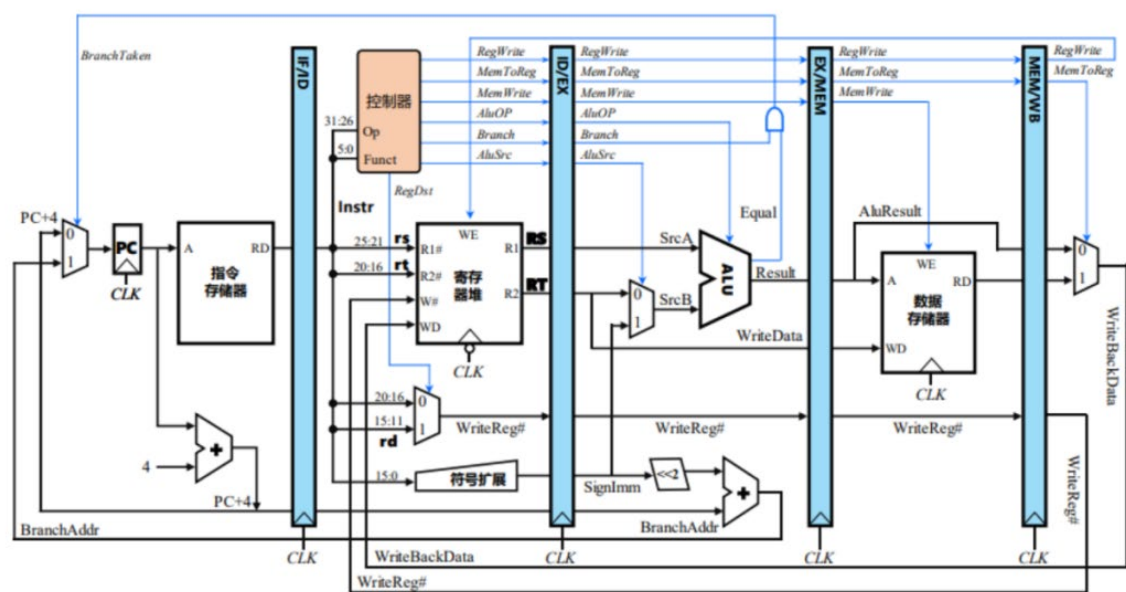 BranchTaken
IF/ID
控制器
Op
Funct
31:26
5:0
RegWrite
MemToReg
MemWrite
AluOP
Branch
AluSrc
RegDst
ID/EX
RegWrite
MemToReg
MemWrite
AluOP
Branch
AluSrc
EX/MEM
RegWrite
MemToReg
MemWrite
MEM/WB
RegWrite
MemToReg
PC+4
0
1
PC
CLK
A
RD
指令
存储器
Instr
25:21
rs
20:16
rt
R1#
R2#
W#
WD
WE
寄存
器堆
R1
R2
CLK
RS
RT
0
1
SrcA
SrcB
ALU
Equal
Result
WriteData
AluResult
A
WE
RD
数据
存储器
WD
CLK
0
1
WriteBackData
20:16
15:11
rd
0
1
WriteReg#
WriteReg#
WriteReg#
WriteReg#
4
+
PC+4
15:0
符号扩展
SignImm
<<2
+
BranchAddr
BranchAddr
CLK
CLK
CLK
CLK
WriteBackData
WriteReg#